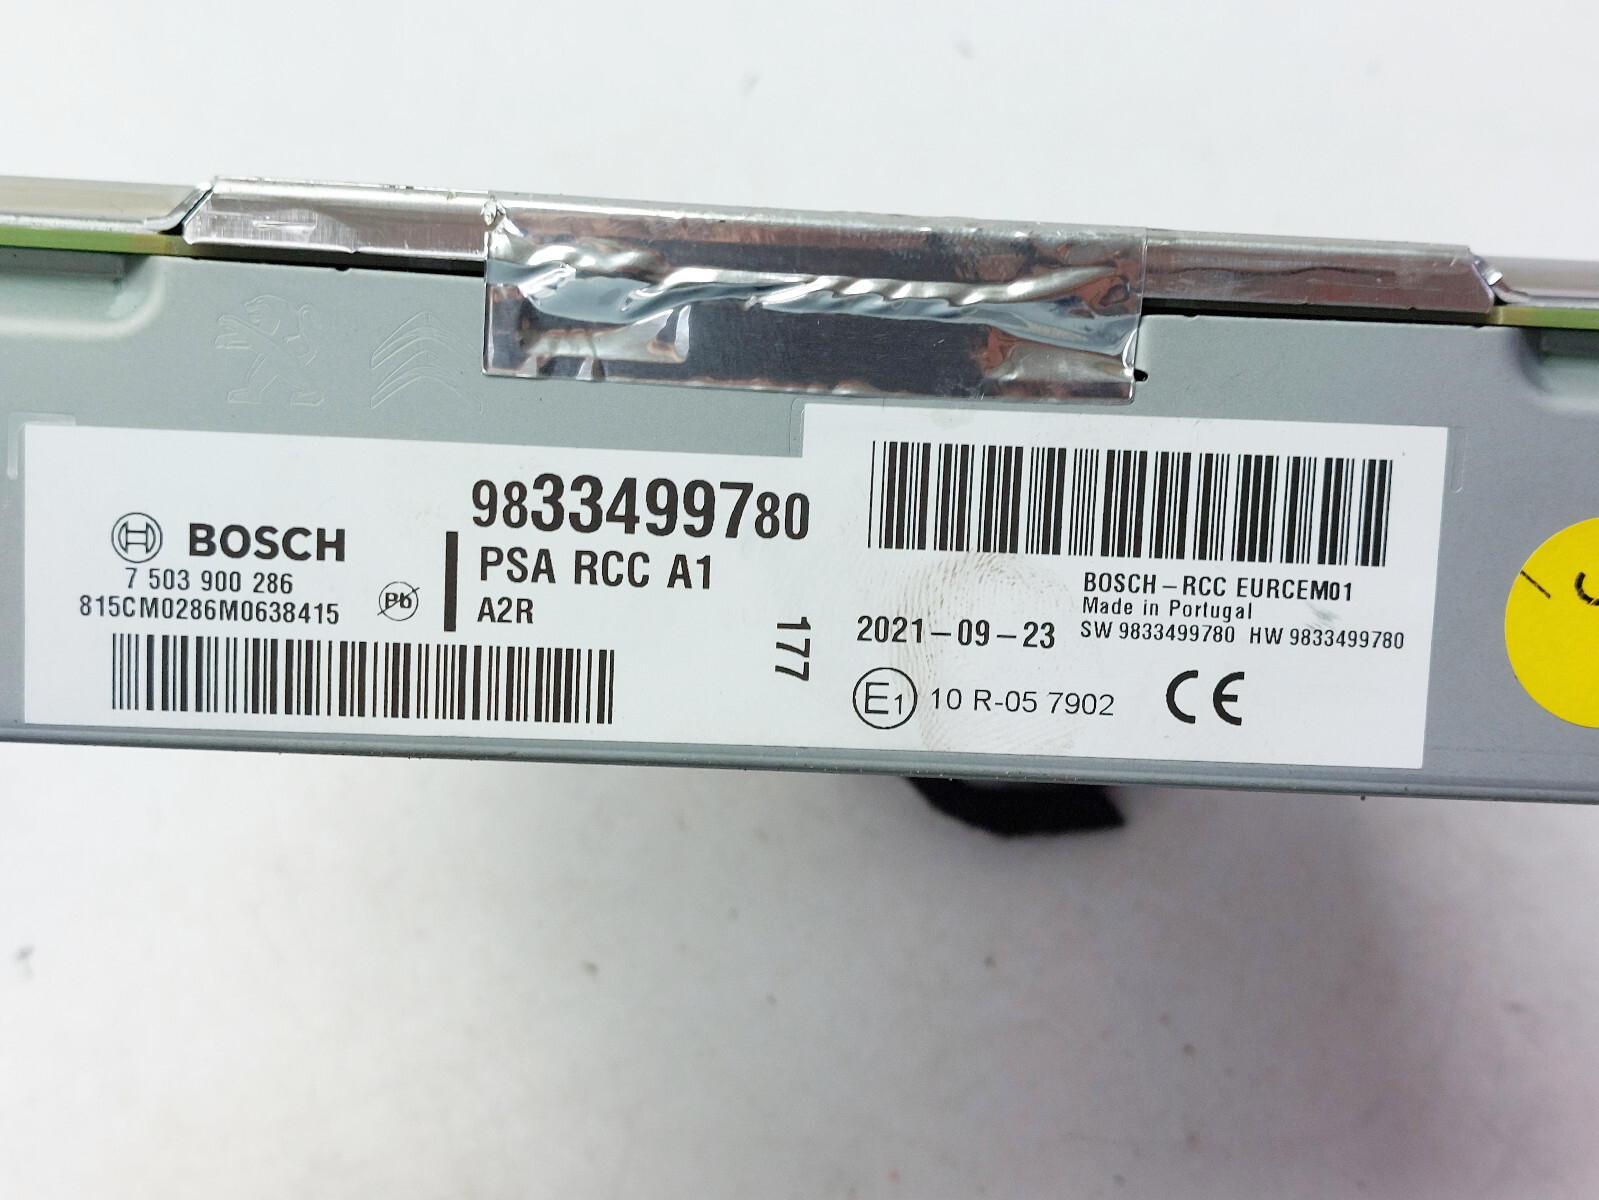 BOSCH
7 503 900 286
815CM0286M0638415
Pb
9833499780
PSA RCC A1
A2R
177
BOSCH-RCC EURCEM01
Made in Portugal
2021-09-23
SW 9833499780 HW 9833499780
E1 10 R-05 7902 CE